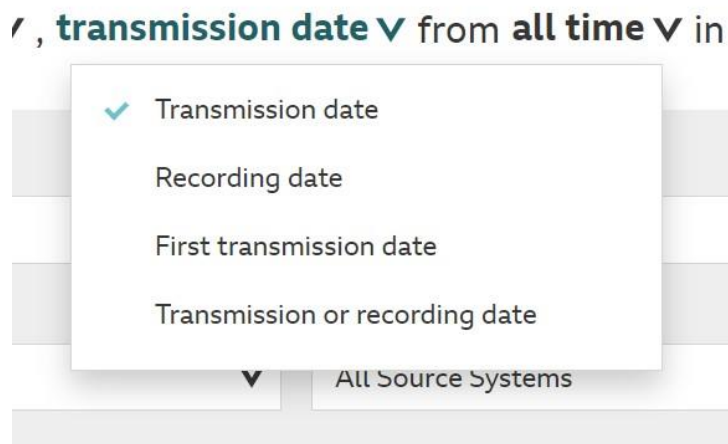 , transmission date from all time in
Transmission date
Recording date
First transmission date
Transmission or recording date
All Source Systems